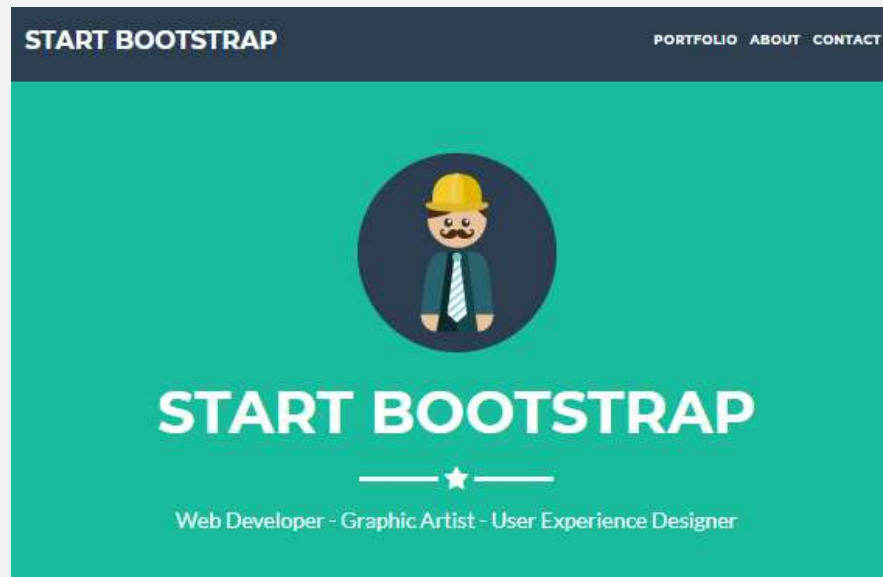 START BOOTSTRAP
PORTFOLIO ABOUT CONTACT
START BOOTSTRAP
Web Developer - Graphic Artist - User Experience Designer